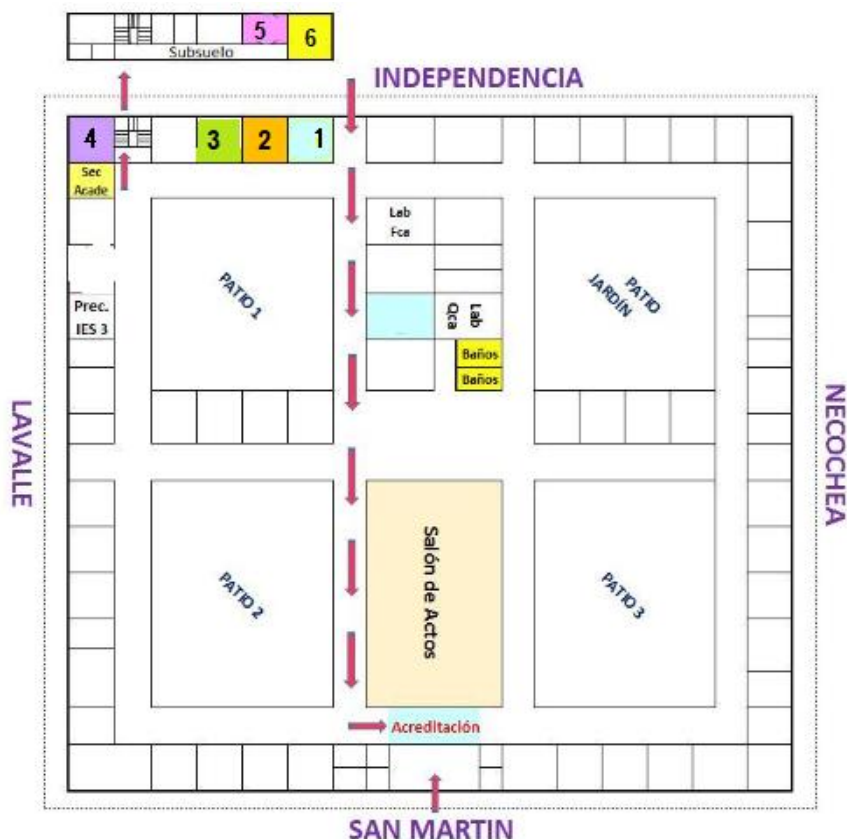 5
6
Subsuelo
INDEPENDENCIA
4
3
2
1
Sec
Acade
Lab
Fca
PATIO 1
PATIO
JARDÍN
Prec.
IES 3
Lab
Qca
Baños
Baños
LAVALLE
NECOCHEA
Salón de Actos
PATIO 2
PATIO 3
Acreditación
SAN MARTIN